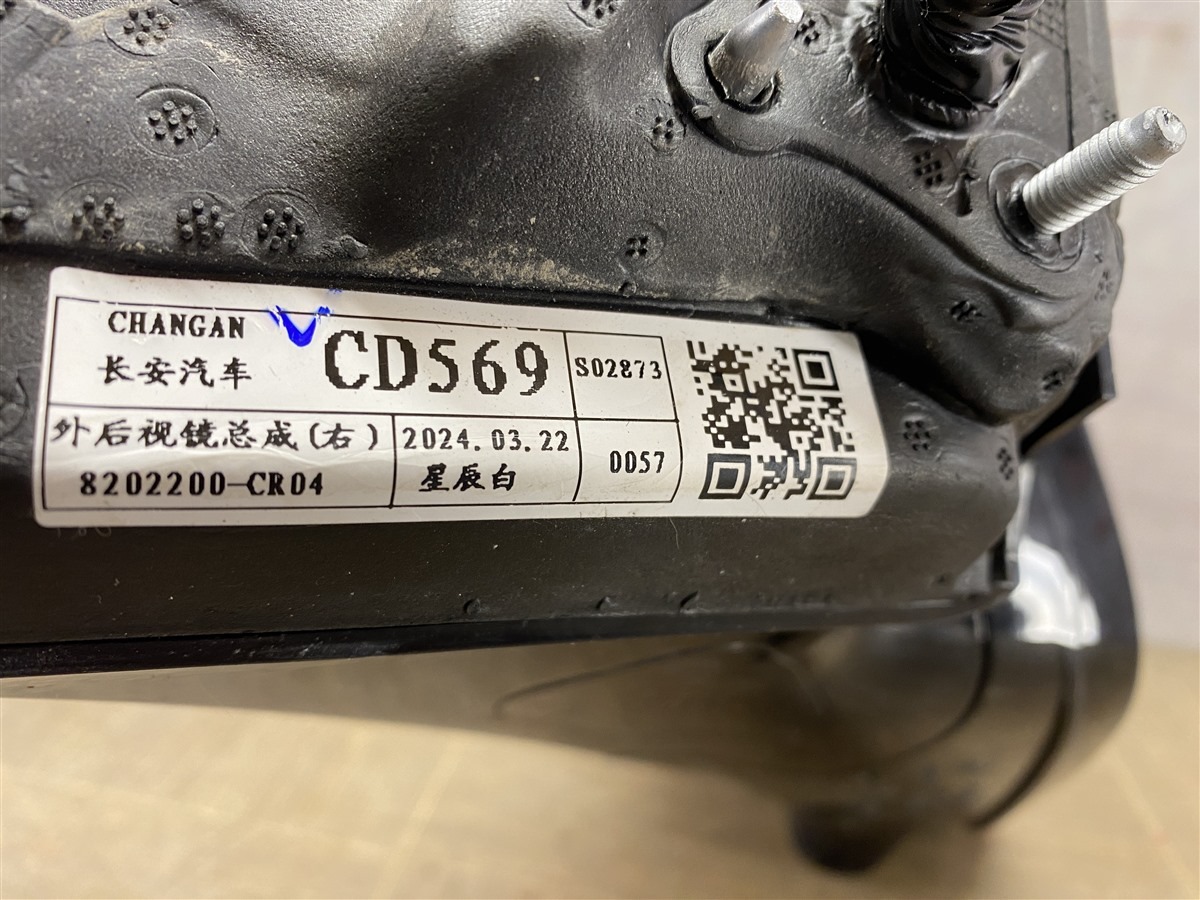 CHANGAN
长安汽车
CD569
S02873
外后视镜总成(右)
8202200-CR04
2024.03.22
星辰白
0057